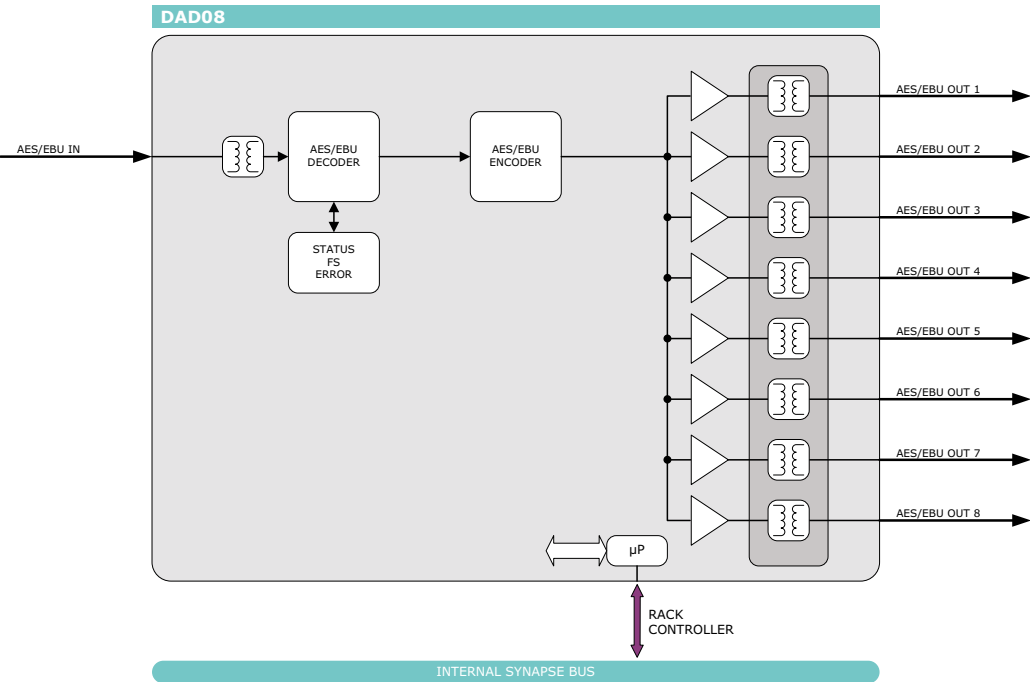 DAD08
AES/EBU IN
AES/EBU
DECODER
AES/EBU
ENCODER
STATUS
FS
ERROR
AES/EBU OUT 1
AES/EBU OUT 2
AES/EBU OUT 3
AES/EBU OUT 4
AES/EBU OUT 5
AES/EBU OUT 6
AES/EBU OUT 7
AES/EBU OUT 8
µP
RACK
CONTROLLER
INTERNAL SYNAPSE BUS